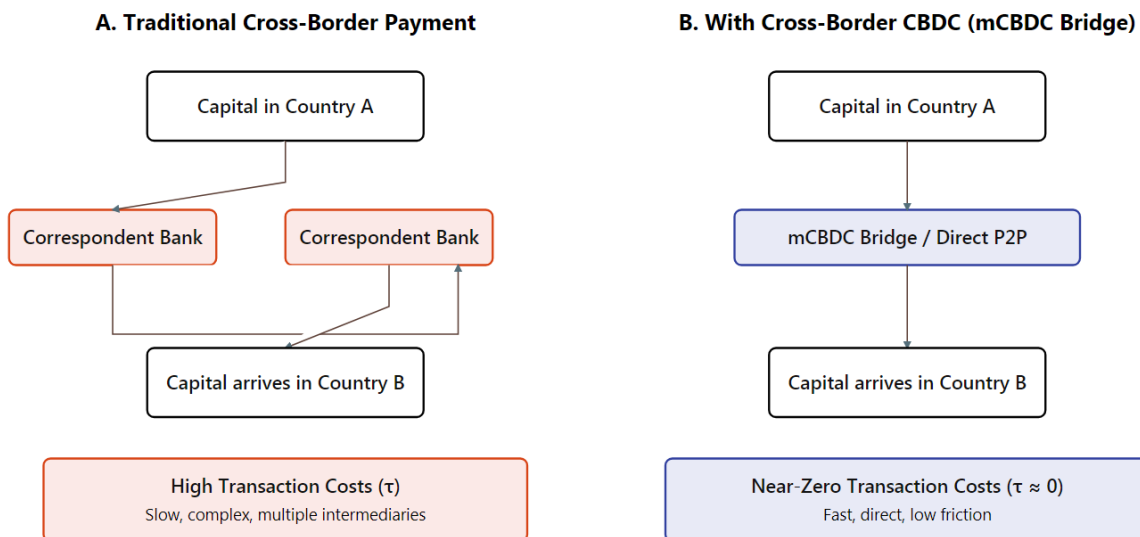 A. Traditional Cross-Border Payment
Capital in Country A
Correspondent Bank
Correspondent Bank
Capital arrives in Country B
High Transaction Costs (τ)
Slow, complex, multiple intermediaries
B. With Cross-Border CBDC (mCBDC Bridge)
Capital in Country A
mCBDC Bridge / Direct P2P
Capital arrives in Country B
Near-Zero Transaction Costs (τ ≈ 0)
Fast, direct, low friction